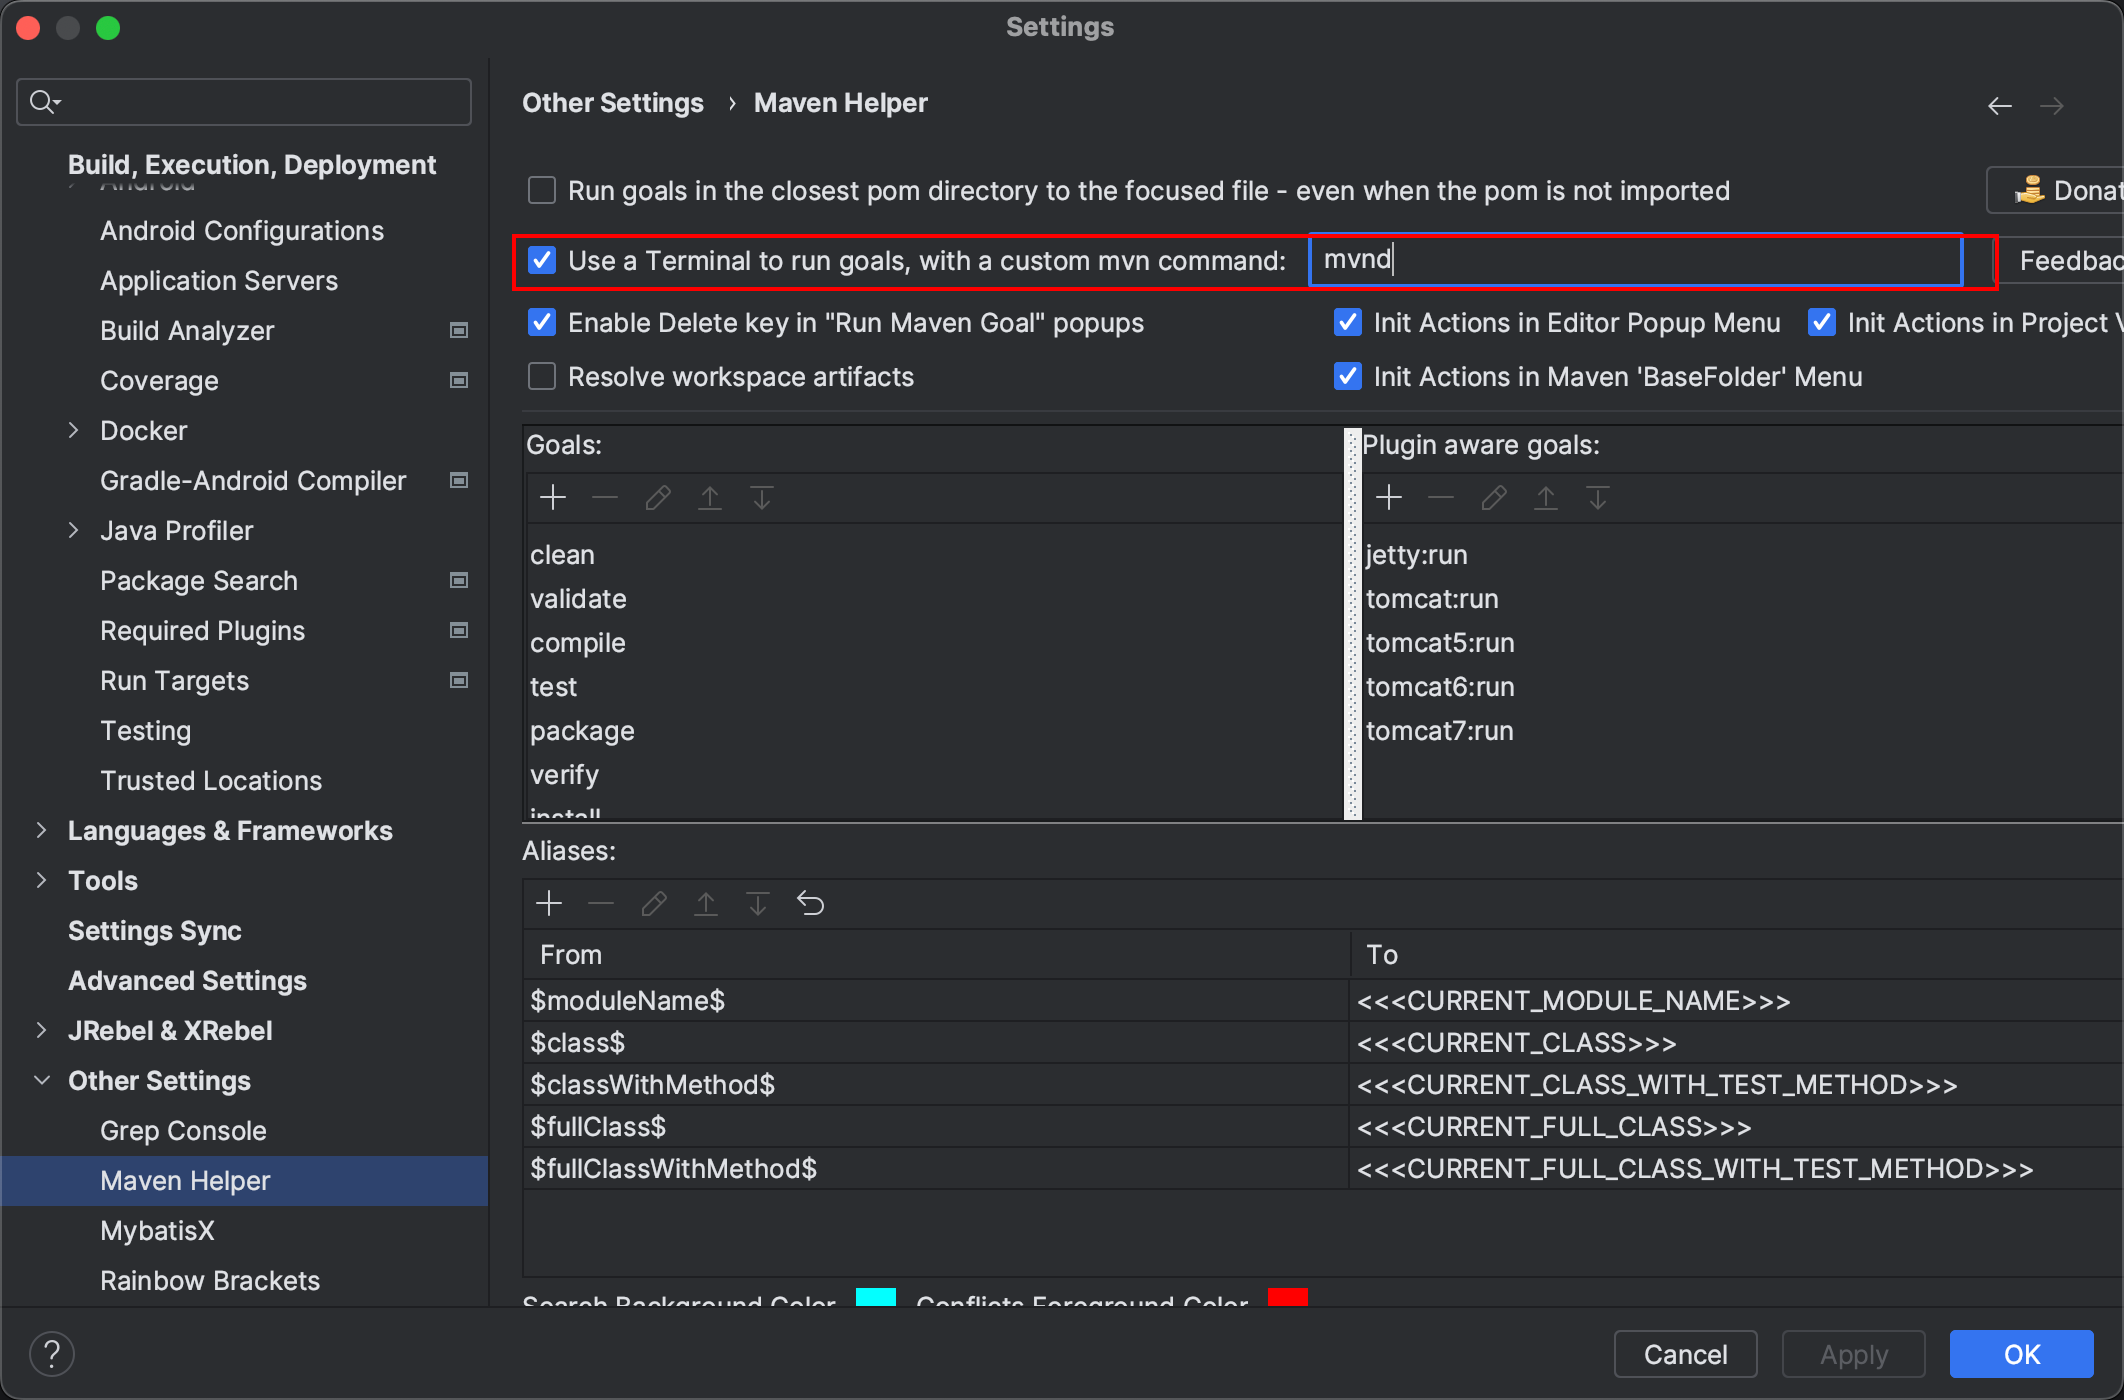 Settings
Build, Execution, Deployment
Android
Android Configurations
Application Servers
Build Analyzer
Coverage
Docker
Gradle-Android Compiler
Java Profiler
Package Search
Required Plugins
Run Targets
Testing
Trusted Locations
Languages & Frameworks
Tools
Settings Sync
Advanced Settings
JRebel & XRebel
Other Settings
Grep Console
Maven Helper
MybatisX
Rainbow Brackets
Other Settings › Maven Helper
Run goals in the closest pom directory to the focused file - even when the pom is not imported
Donat
Use a Terminal to run goals, with a custom mvn command: mvnd
Feedbac
Enable Delete key in "Run Maven Goal" popups
Init Actions in Editor Popup Menu
Init Actions in Project V
Resolve workspace artifacts
Init Actions in Maven 'BaseFolder' Menu
Goals:
clean
validate
compile
test
package
verify
install
Plugin aware goals:
jetty:run
tomcat:run
tomcat5:run
tomcat6:run
tomcat7:run
Aliases:
From To
$moduleName$ <<<CURRENT_MODULE_NAME>>>
$class$ <<<CURRENT_CLASS>>>
$classWithMethod$ <<<CURRENT_CLASS_WITH_TEST_METHOD>>>
$fullClass$ <<<CURRENT_FULL_CLASS>>>
$fullClassWithMethod$ <<<CURRENT_FULL_CLASS_WITH_TEST_METHOD>>>
Search Background Color Conflicts Foreground Color
?
Cancel
Apply
OK